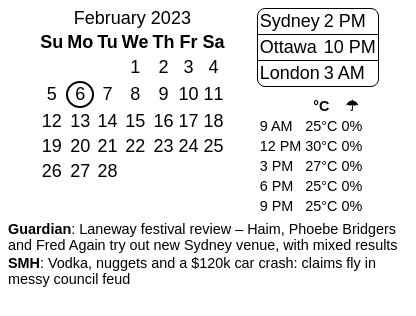 February 2023
Su Mo Tu We Th Fr Sa
1 2 3 4
5 6 7 8 9 10 11
12 13 14 15 16 17 18
19 20 21 22 23 24 25
26 27 28
Sydney 2 PM
Ottawa 10 PM
London 3 AM
°C ☂
9 AM 25°C 0%
12 PM 30°C 0%
3 PM 27°C 0%
6 PM 25°C 0%
9 PM 25°C 0%
Guardian: Laneway festival review – Haim, Phoebe Bridgers
and Fred Again try out new Sydney venue, with mixed results
SMH: Vodka, nuggets and a $120k car crash: claims fly in
messy council feud